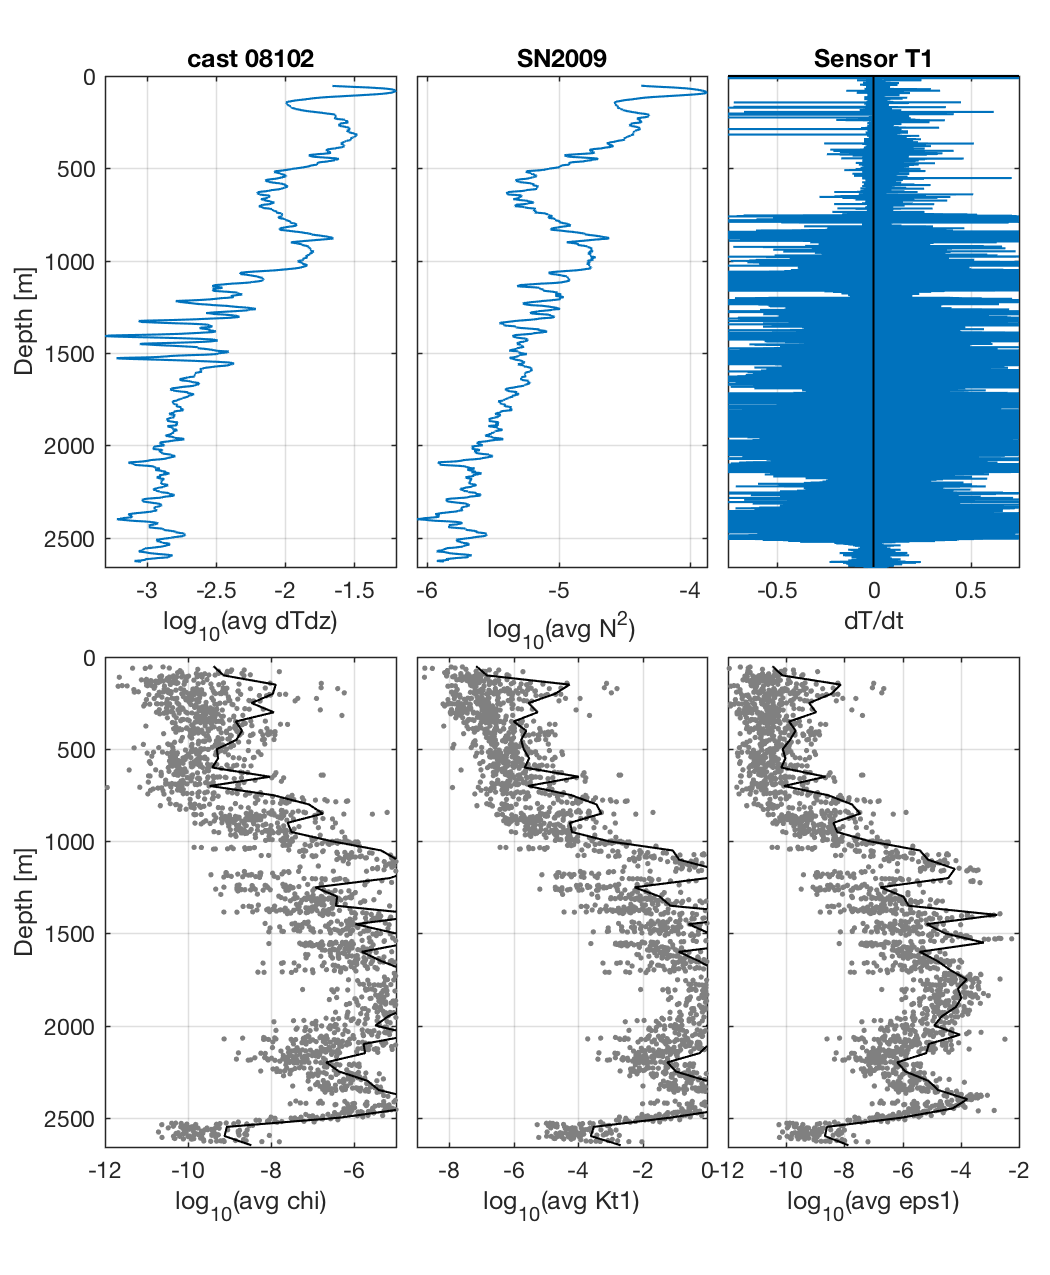 cast 08102 SN2009 Sensor T1
0
500
1000
1500
2000
2500
Depth [m]
-3 -2.5 -2 -1.5 -6 -5 -4 -0.5 0 0.5
log10(avg dTdz) log10(avg N2) dT/dt
0
500
1000
1500
2000
2500
Depth [m]
-12 -10 -8 -6 -8 -6 -4 -2 0 -12 -10 -8 -6 -4 -2
log10(avg chi) log10(avg Kt1) log10(avg eps1)